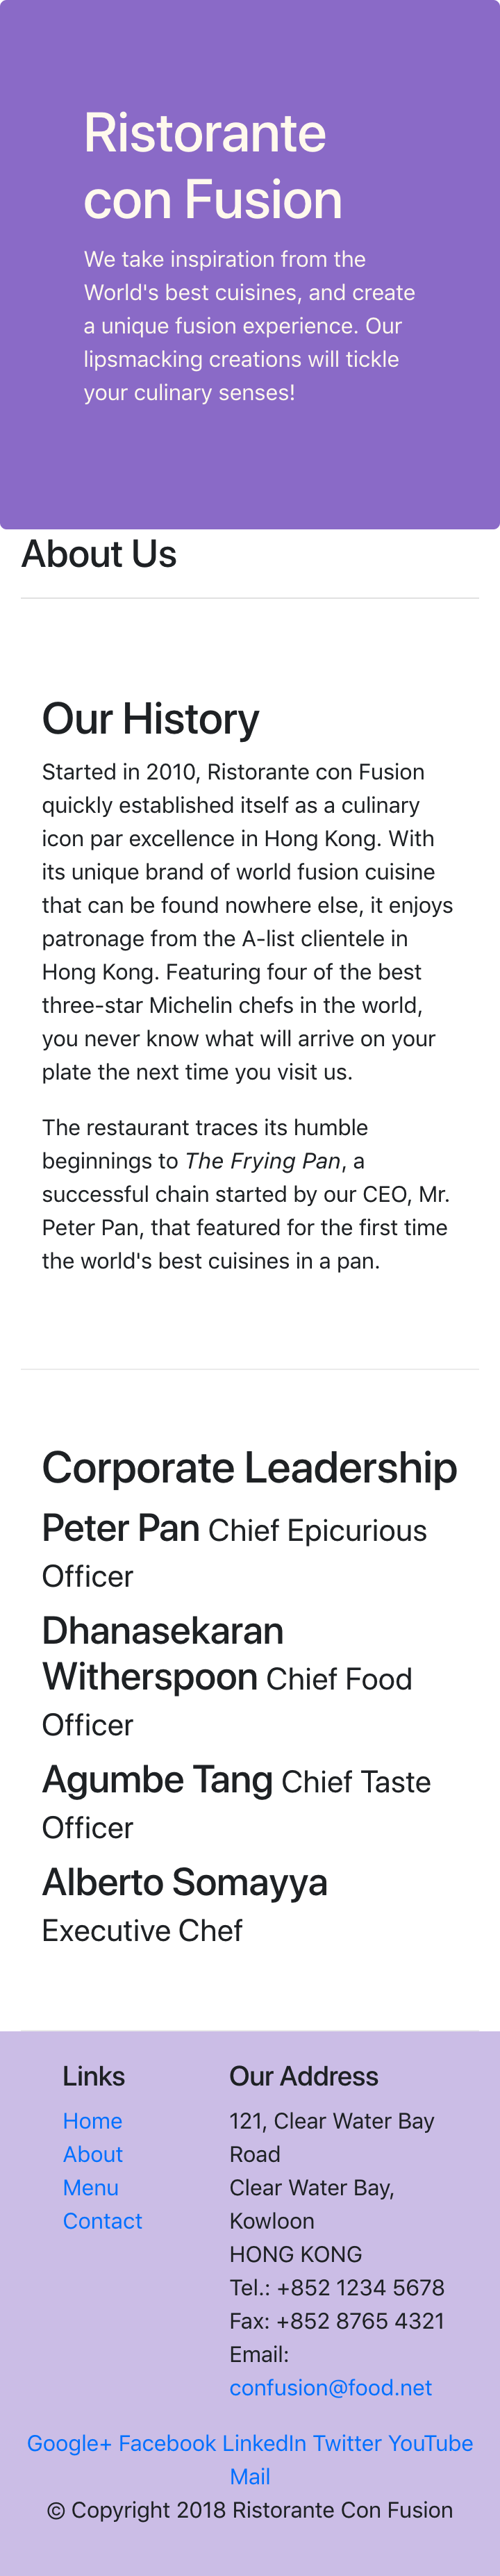 Ristorante
con Fusion
We take inspiration from the
World's best cuisines, and create
a unique fusion experience. Our
lipsmacking creations will tickle
your culinary senses!
About Us
Our History
Started in 2010, Ristorante con Fusion
quickly established itself as a culinary
icon par excellence in Hong Kong. With
its unique brand of world fusion cuisine
that can be found nowhere else, it enjoys
patronage from the A-list clientele in
Hong Kong. Featuring four of the best
three-star Michelin chefs in the world,
you never know what will arrive on your
plate the next time you visit us.
The restaurant traces its humble
beginnings to The Frying Pan, a
successful chain started by our CEO, Mr.
Peter Pan, that featured for the first time
the world's best cuisines in a pan.
Corporate Leadership
Peter Pan Chief Epicurious
Officer
Dhanasekaran
Witherspoon Chief Food
Officer
Agumbe Tang Chief Taste
Officer
Alberto Somayya
Executive Chef
Links
Home
About
Menu
Contact
Our Address
121, Clear Water Bay
Road
Clear Water Bay,
Kowloon
HONG KONG
Tel.: +852 1234 5678
Fax: +852 8765 4321
Email:
confusion@food.net
Google+ Facebook LinkedIn Twitter YouTube
Mail
© Copyright 2018 Ristorante Con Fusion